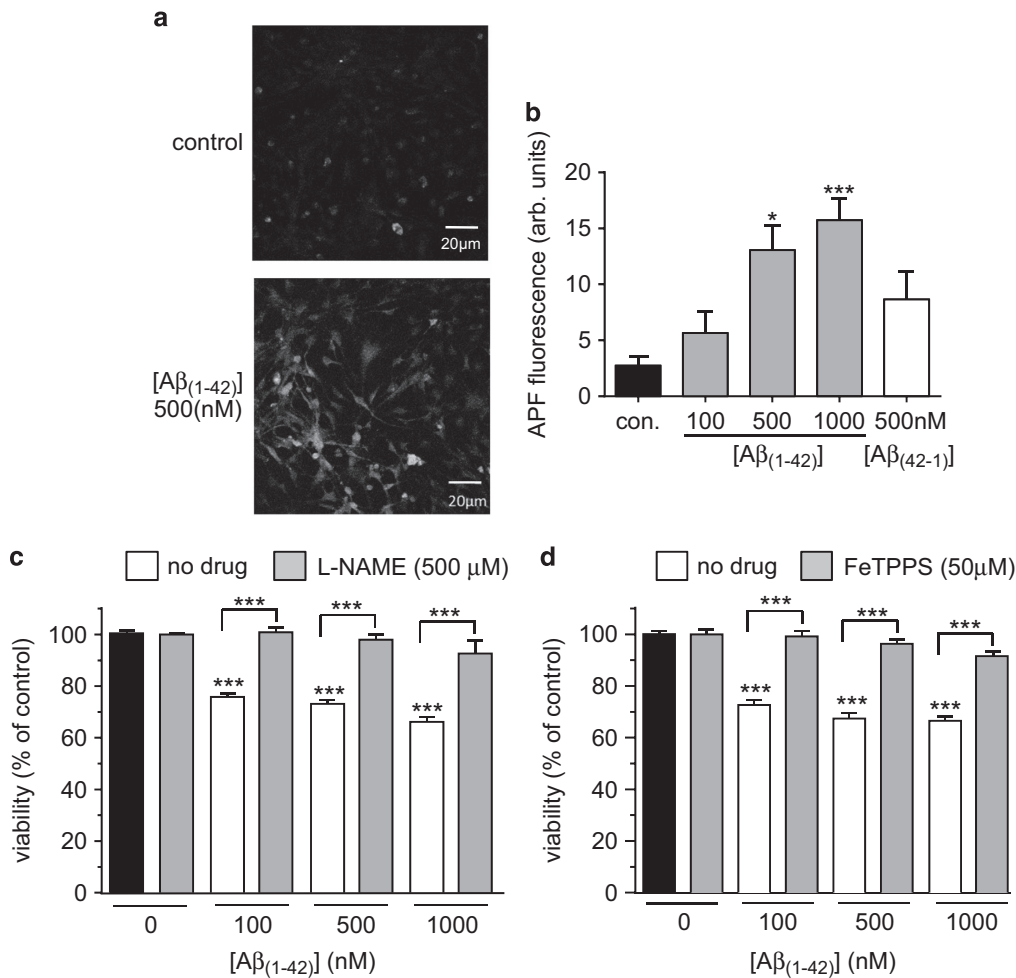 a
control
20μm
[Aβ(1-42)]
500(nM)
20μm
b
APF fluorescence (arb. units)
20
15
10
5
0
*
***
con.
100
500
1000
500nM
[Aβ(1-42)]
[Aβ(42-1)]
c
no drug
L-NAME (500 μM)
viability (% of control)
100
80
60
40
20
0
***
***
***
***
***
***
0
100
500
1000
[Aβ(1-42)] (nM)
d
no drug
FeTPPS (50μM)
viability (% of control)
100
80
60
40
20
0
***
***
***
***
***
***
0
100
500
1000
[Aβ(1-42)] (nM)